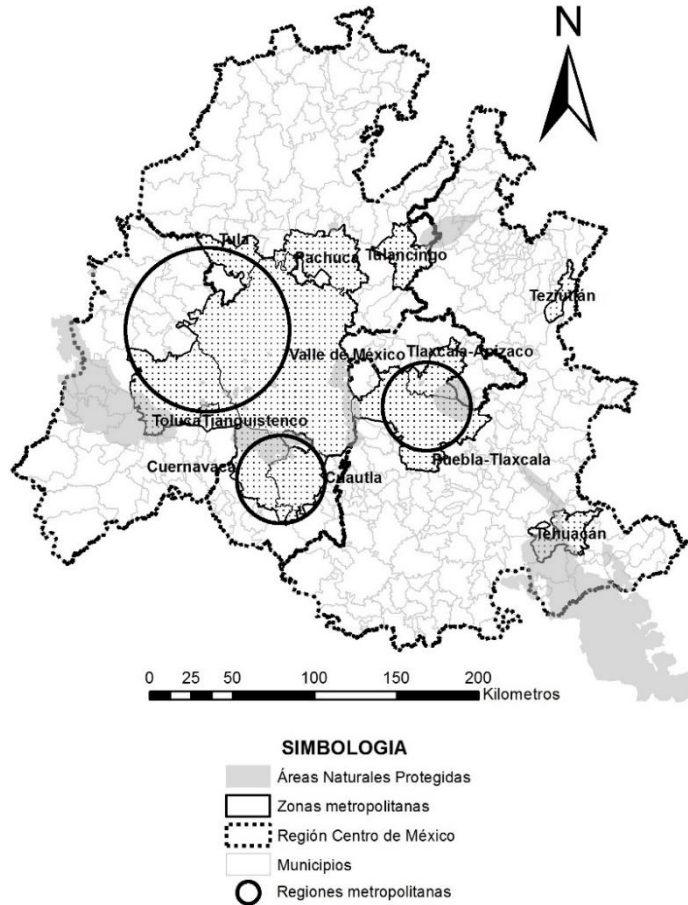 N
Tula
Pachuca
Tulancingo
Teziutlán
Valle de México
Tlaxcala-Apizaco
Toluca
Tianguistenco
Cuernavaca
Cuautla
Puebla-Tlaxcala
Tehuacán
0 25 50 100 150 200
Kilometros
SIMBOLOGIA
Áreas Naturales Protegidas
Zonas metropolitanas
Región Centro de México
Municipios
Regiones metropolitanas